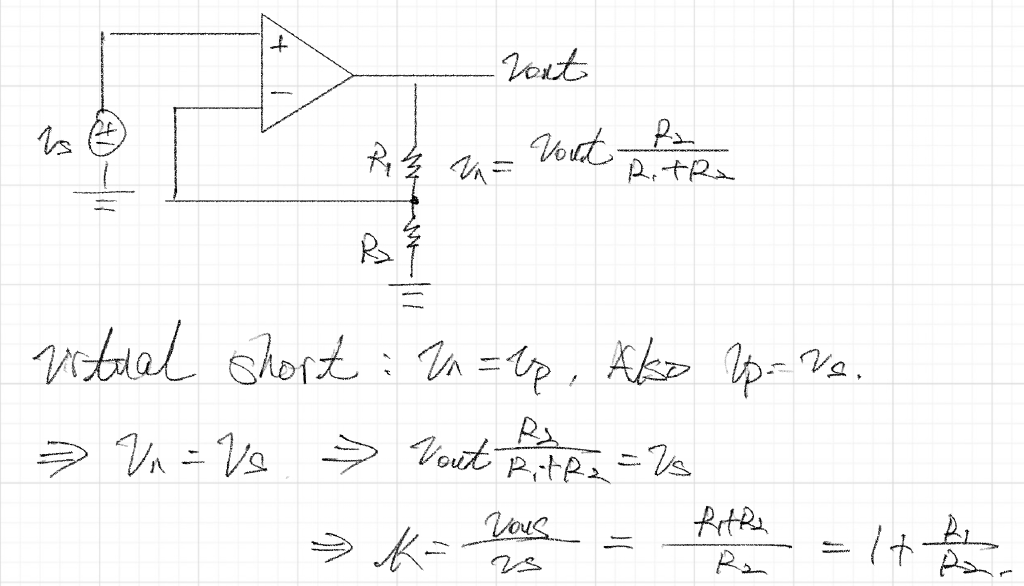 +
Vout
−
vs
+
−
R1
vn = Vout R2 / (R1+R2)
R2
virtual short : vn = vp , Also vp = vs.
⇒ vn = vs ⇒ vout R2 / (R1+R2) = vs
⇒ K = vout / vs = (R1+R2) / R2 = 1 + R1 / R2.